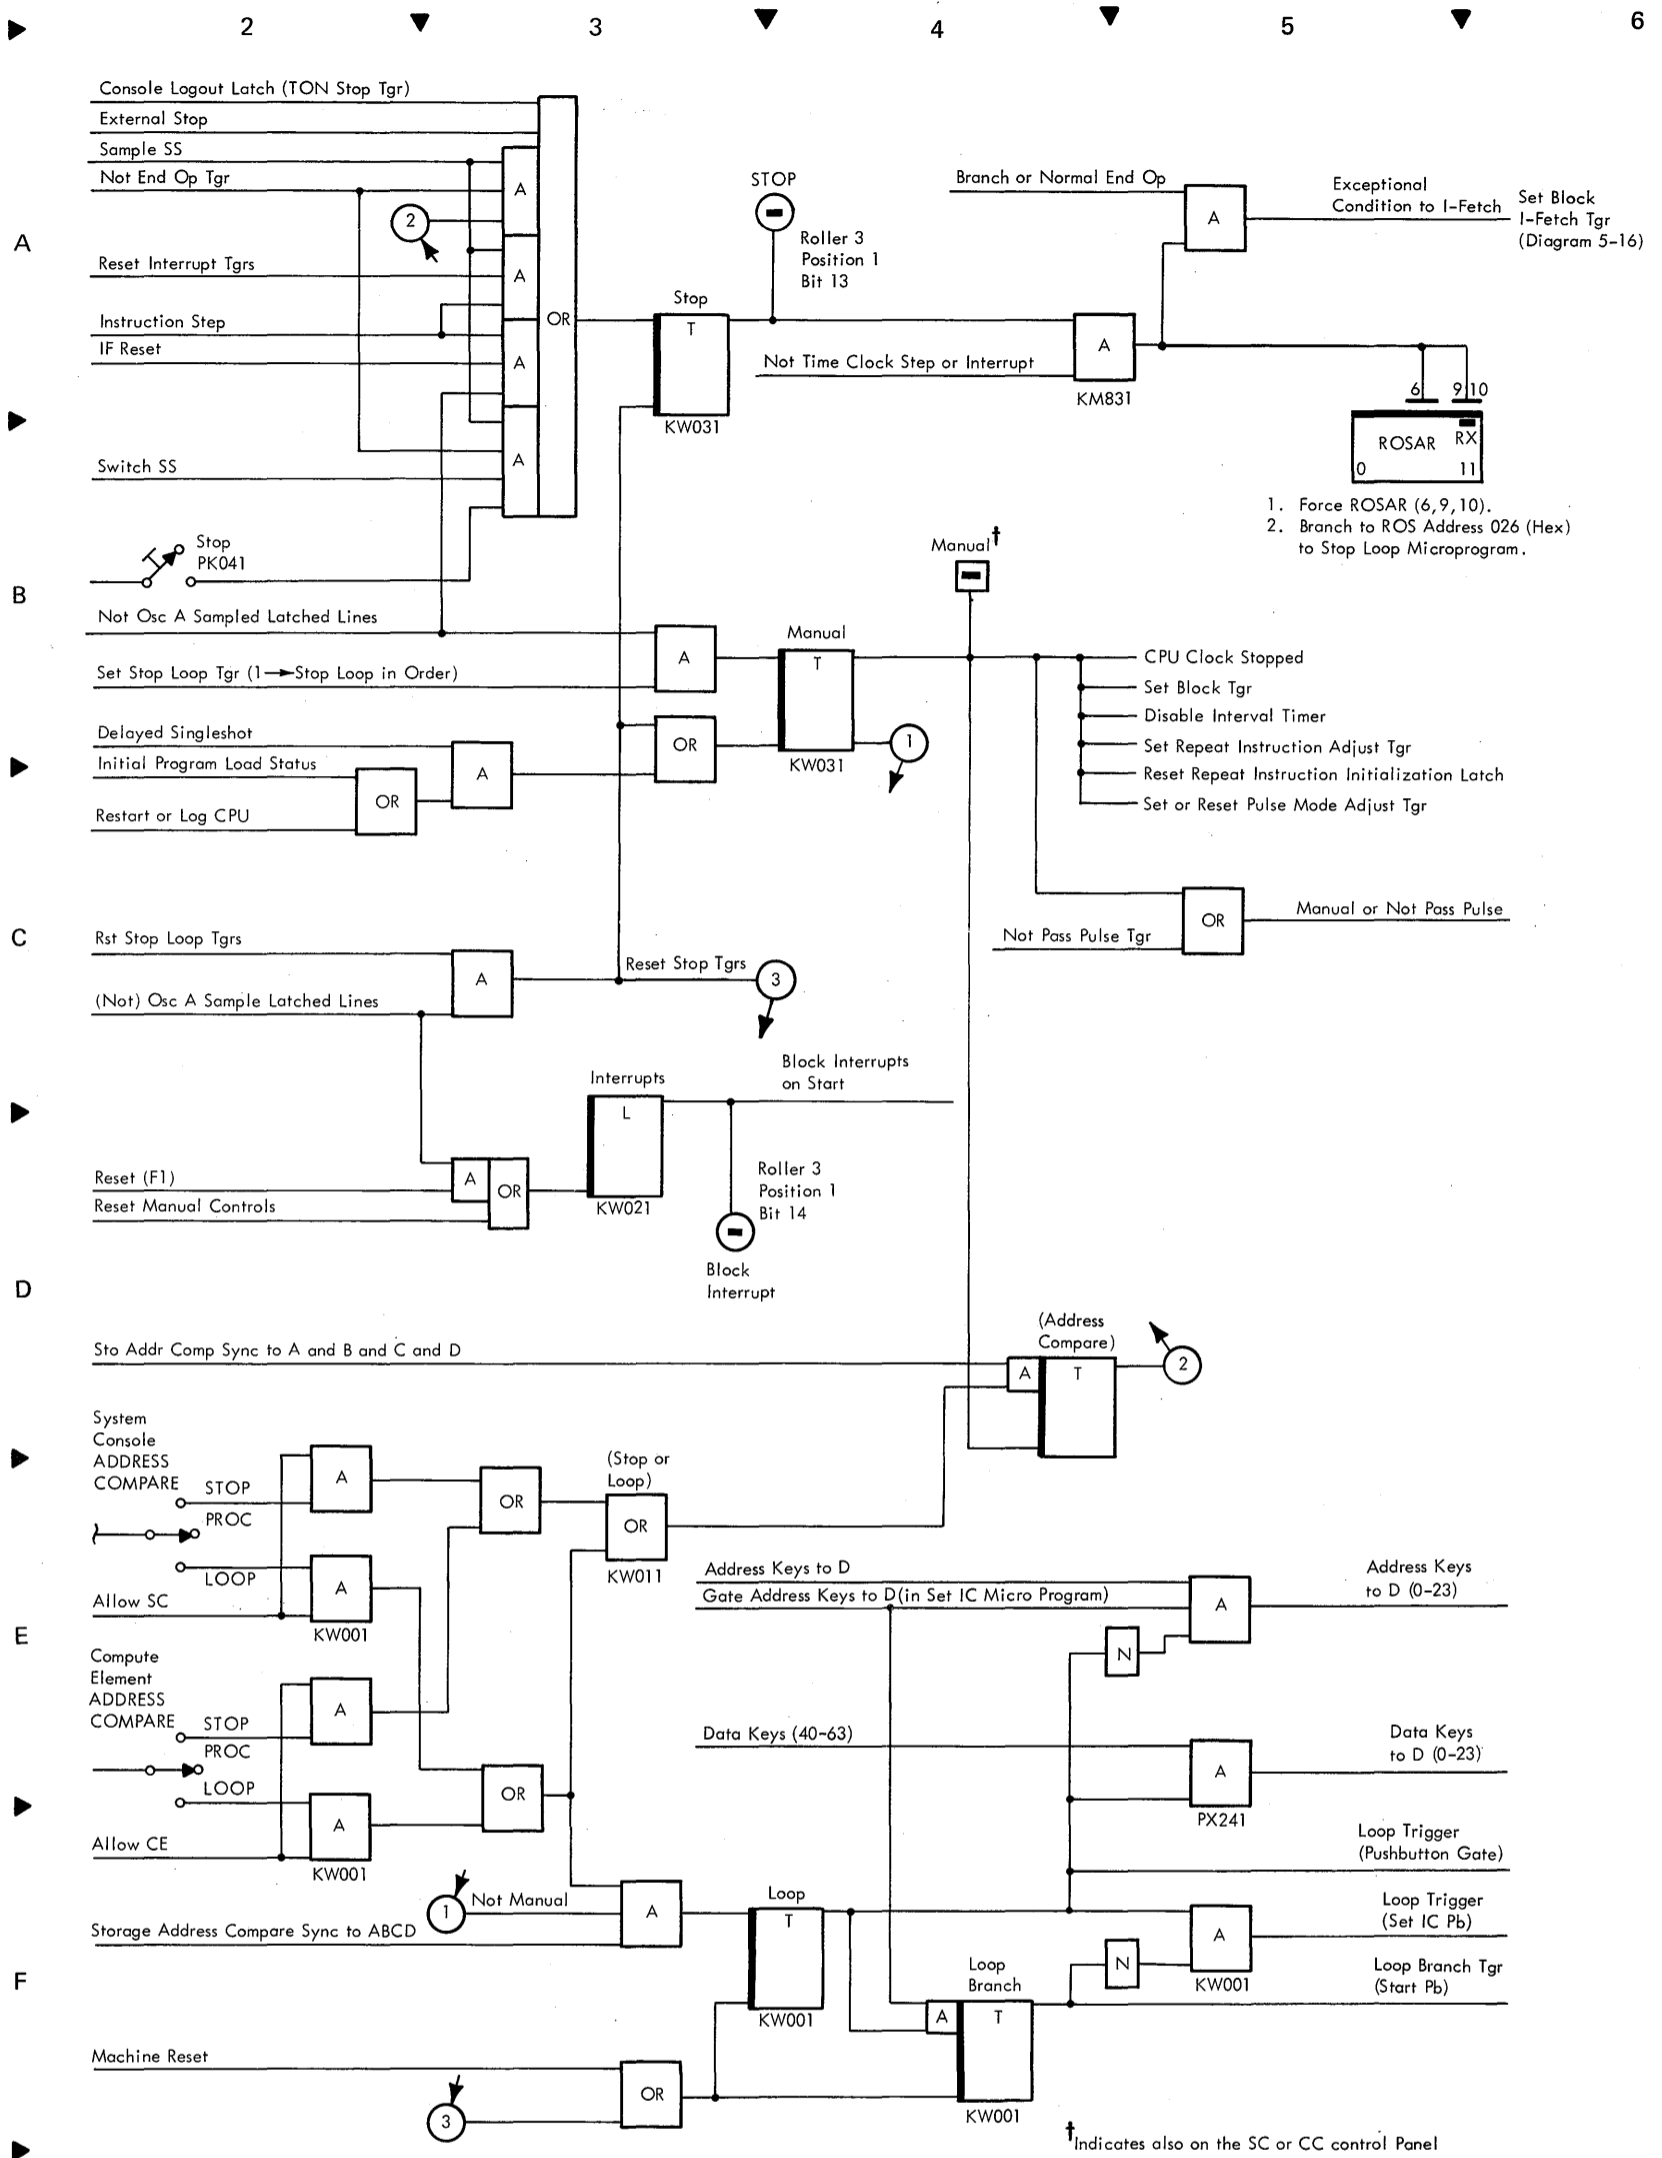 2 3 4 5 6
Console Logout Latch (TON Stop Tgr)
External Stop
Sample SS
Not End Op Tgr
A
2
A
Reset Interrupt Tgrs
A
Instruction Step
IF Reset
A
OR
A
Switch SS
Stop
PK041
STOP
Roller 3
Position 1
Bit 13
Stop
T
KW031
Branch or Normal End Op
A
Exceptional
Condition to I-Fetch
Set Block
I-Fetch Tgr
(Diagram 5-16)
Not Time Clock Step or Interrupt
A
KM831
6 9 10
ROSAR RX
0 11
1. Force ROSAR (6,9,10).
2. Branch to ROS Address 026 (Hex)
to Stop Loop Microprogram.
B
Manual†
Not Osc A Sampled Latched Lines
Set Stop Loop Tgr (1→Stop Loop in Order)
A
Manual
T
KW031
1
Delayed Singleshot
Initial Program Load Status
Restart or Log CPU
OR
A
OR
CPU Clock Stopped
Set Block Tgr
Disable Interval Timer
Set Repeat Instruction Adjust Tgr
Reset Repeat Instruction Initialization Latch
Set or Reset Pulse Mode Adjust Tgr
C
Not Pass Pulse Tgr
OR
Manual or Not Pass Pulse
Rst Stop Loop Tgrs
(Not) Osc A Sample Latched Lines
A
Reset Stop Tgrs
3
Interrupts
L
KW021
Block Interrupts
on Start
Roller 3
Position 1
Bit 14
Block
Interrupt
Reset (F1)
Reset Manual Controls
A
OR
D
Sto Addr Comp Sync to A and B and C and D
(Address
Compare)
A
T
2
System
Console
ADDRESS
COMPARE
STOP
PROC
LOOP
Allow SC
A
A
KW001
OR
(Stop or
Loop)
OR
KW011
E
Address Keys to D
Gate Address Keys to D(in Set IC Micro Program)
A
N
Address Keys
to D (0-23)
Compute
Element
ADDRESS
COMPARE
STOP
PROC
LOOP
Allow CE
A
A
KW001
OR
Data Keys (40-63)
A
PX241
Data Keys
to D (0-23)
Loop Trigger
(Pushbutton Gate)
1
Not Manual
Storage Address Compare Sync to ABCD
A
Loop
T
KW001
Loop Trigger
(Set IC Pb)
A
N
KW001
F
Loop
Branch
A
T
KW001
Loop Branch Tgr
(Start Pb)
Machine Reset
3
OR
†Indicates also on the SC or CC control Panel